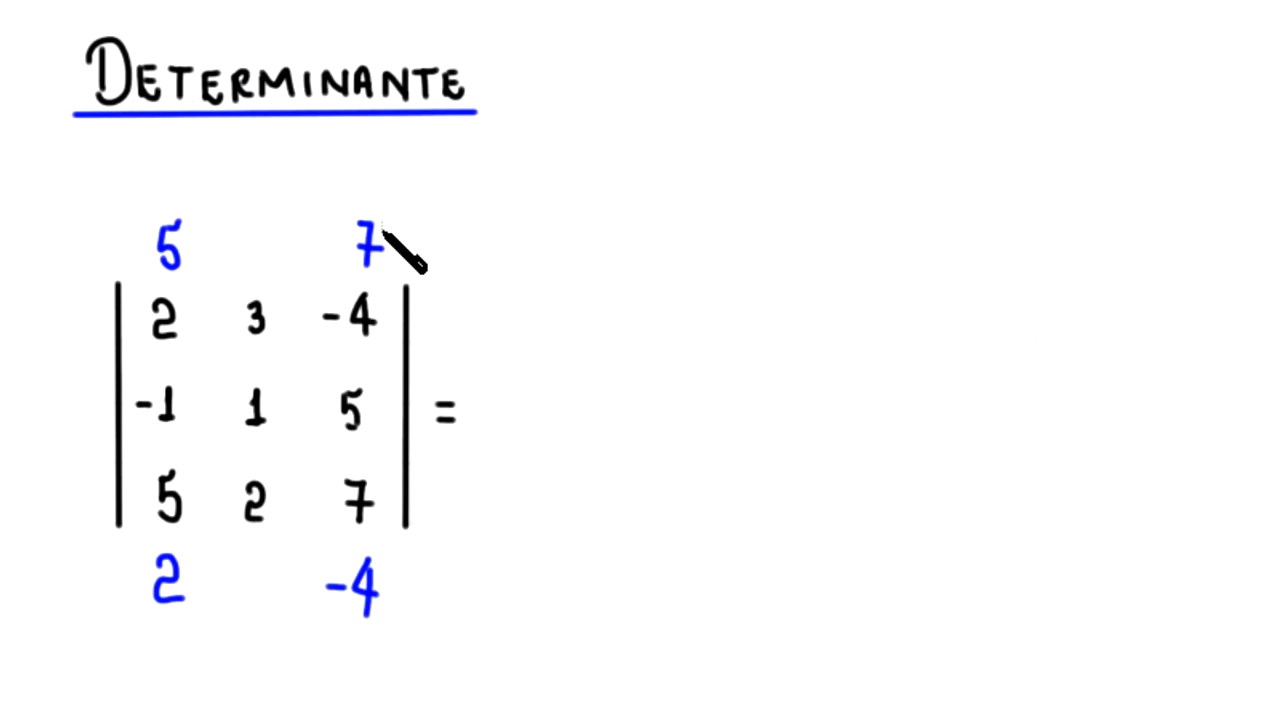 DETERMINANTE
5 7
2 3 -4
-1 1 5 =
5 2 7
2 -4